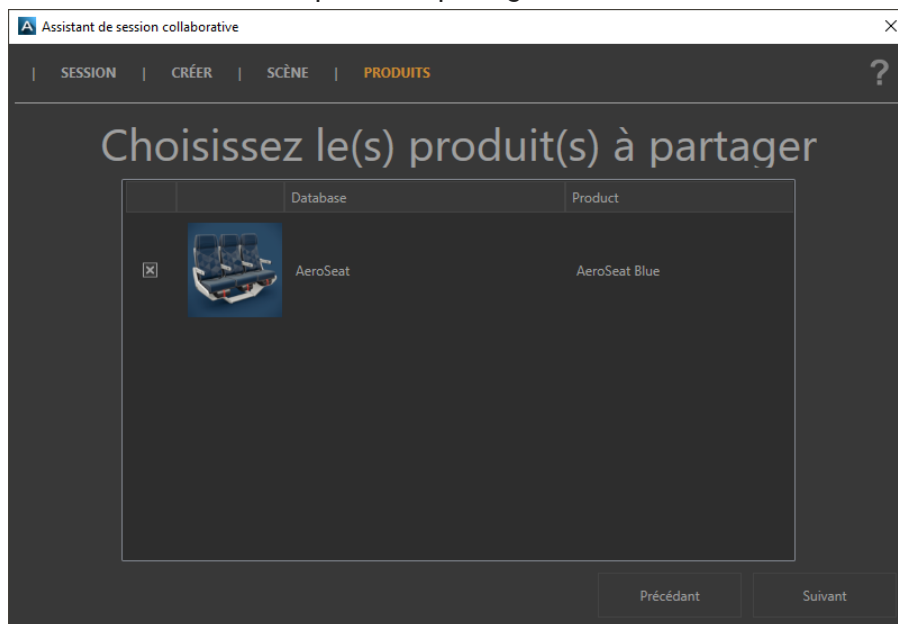 Assistant de session collaborative
| SESSION | CRÉER | SCÈNE | PRODUITS
?
Choisissez le(s) produit(s) à partager
Database Product
AeroSeat AeroSeat Blue
Précédant Suivant